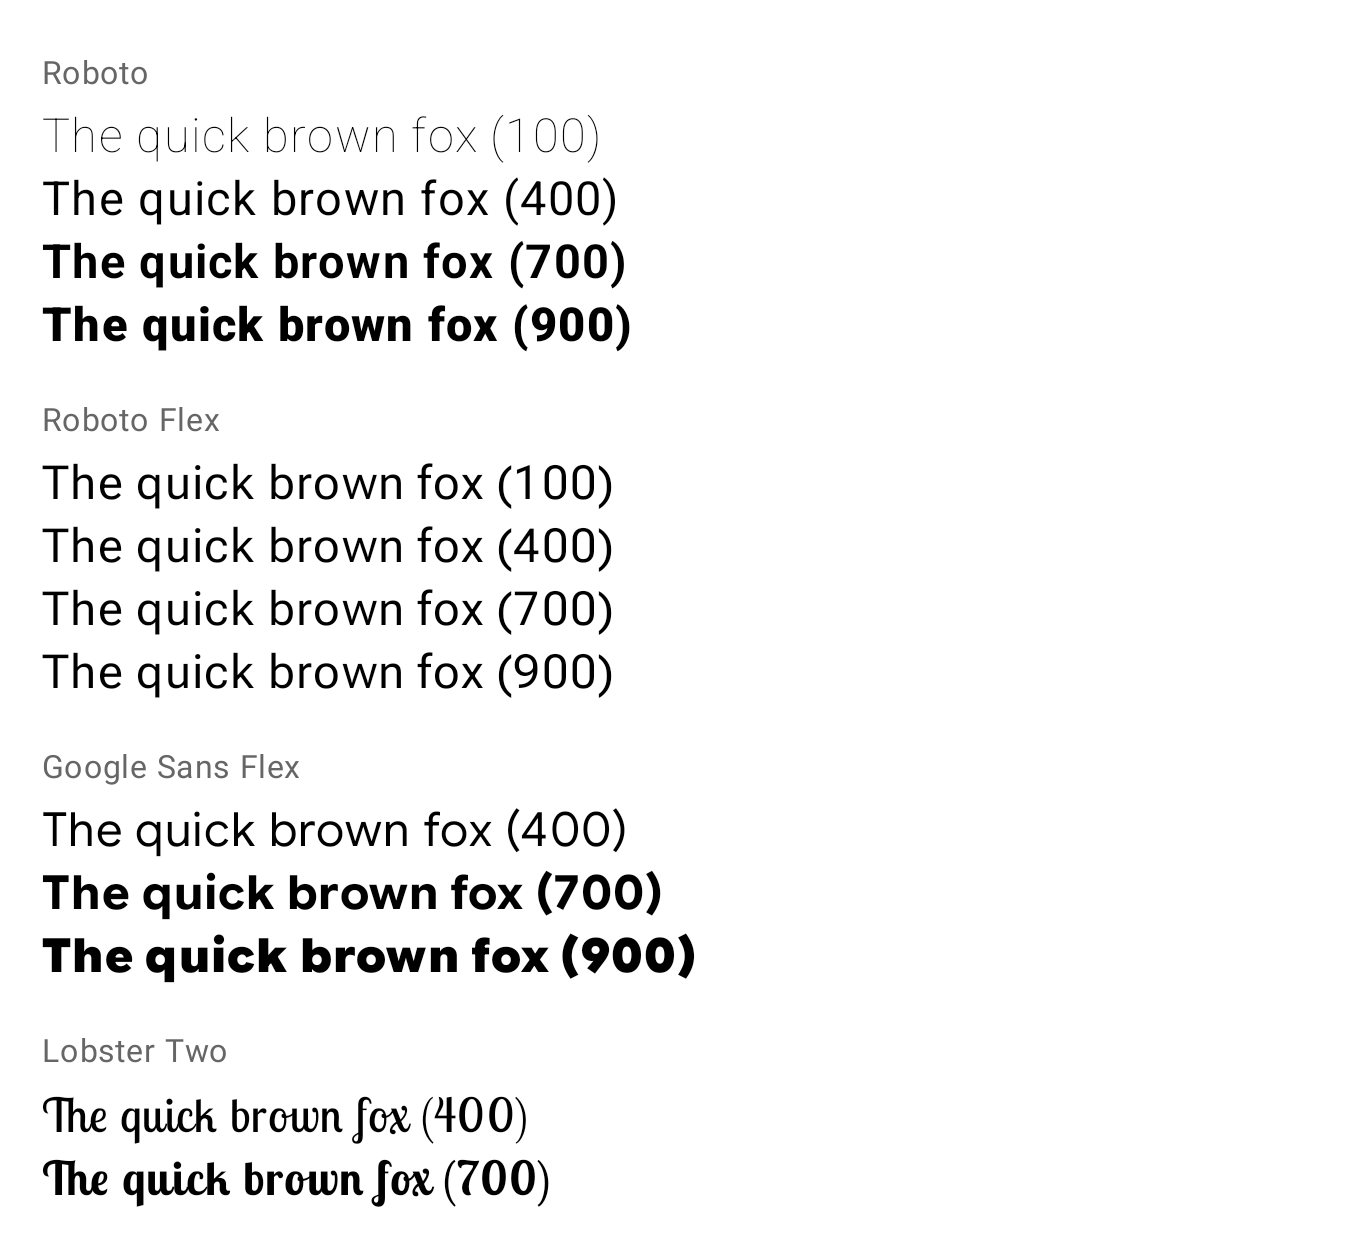 Roboto
The quick brown fox (100)
The quick brown fox (400)
The quick brown fox (700)
The quick brown fox (900)
Roboto Flex
The quick brown fox (100)
The quick brown fox (400)
The quick brown fox (700)
The quick brown fox (900)
Google Sans Flex
The quick brown fox (400)
The quick brown fox (700)
The quick brown fox (900)
Lobster Two
The quick brown fox (400)
The quick brown fox (700)